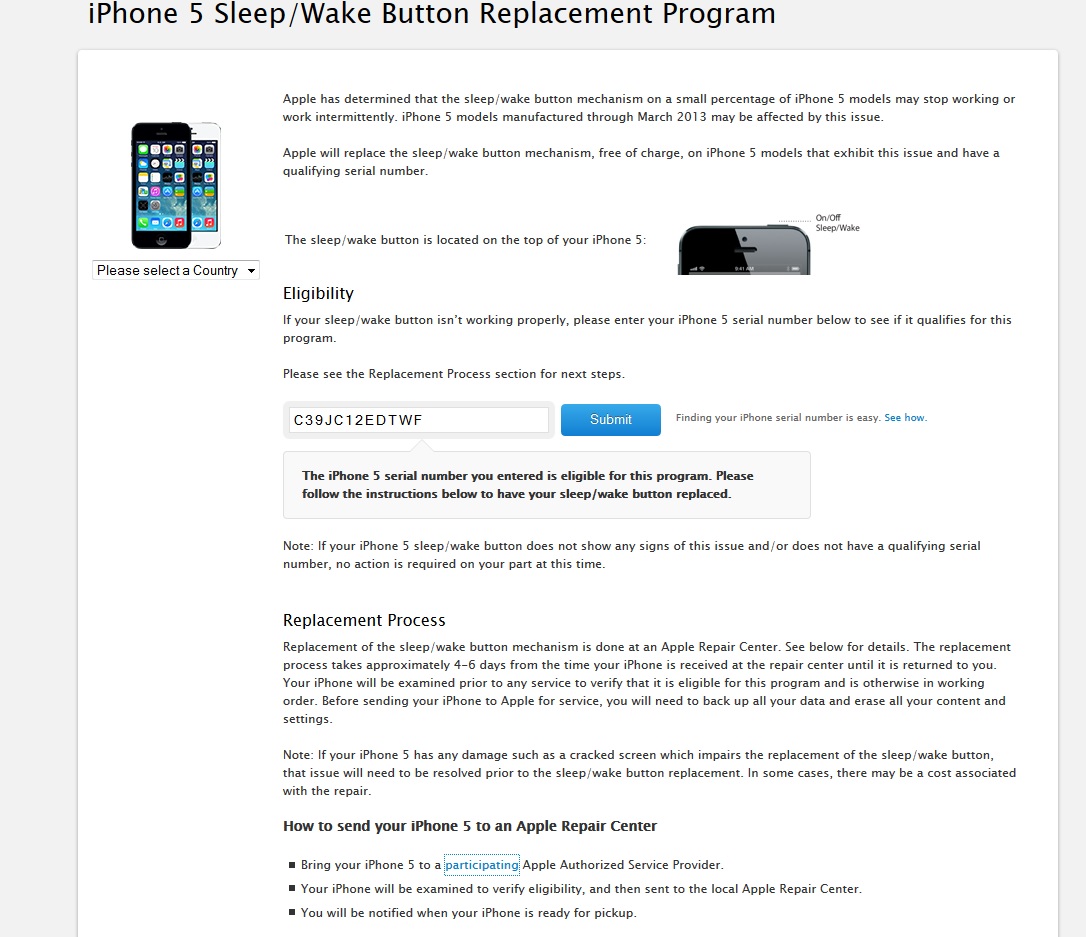 iPhone 5 Sleep/Wake Button Replacement Program
Apple has determined that the sleep/wake button mechanism on a small percentage of iPhone 5 models may stop working or
work intermittently. iPhone 5 models manufactured through March 2013 may be affected by this issue.
Apple will replace the sleep/wake button mechanism, free of charge, on iPhone 5 models that exhibit this issue and have a
qualifying serial number.
On/Off
Sleep/Wake
The sleep/wake button is located on the top of your iPhone 5:
9:41 AM
Please select a Country
Eligibility
If your sleep/wake button isn't working properly, please enter your iPhone 5 serial number below to see if it qualifies for this
program.
Please see the Replacement Process section for next steps.
C39JC12EDTWF
Submit
Finding your iPhone serial number is easy. See how.
The iPhone 5 serial number you entered is eligible for this program. Please
follow the instructions below to have your sleep/wake button replaced.
Note: If your iPhone 5 sleep/wake button does not show any signs of this issue and/or does not have a qualifying serial
number, no action is required on your part at this time.
Replacement Process
Replacement of the sleep/wake button mechanism is done at an Apple Repair Center. See below for details. The replacement
process takes approximately 4-6 days from the time your iPhone is received at the repair center until it is returned to you.
Your iPhone will be examined prior to any service to verify that it is eligible for this program and is otherwise in working
order. Before sending your iPhone to Apple for service, you will need to back up all your data and erase all your content and
settings.
Note: If your iPhone 5 has any damage such as a cracked screen which impairs the replacement of the sleep/wake button,
that issue will need to be resolved prior to the sleep/wake button replacement. In some cases, there may be a cost associated
with the repair.
How to send your iPhone 5 to an Apple Repair Center
Bring your iPhone 5 to a participating Apple Authorized Service Provider.
Your iPhone will be examined to verify eligibility, and then sent to the local Apple Repair Center.
You will be notified when your iPhone is ready for pickup.